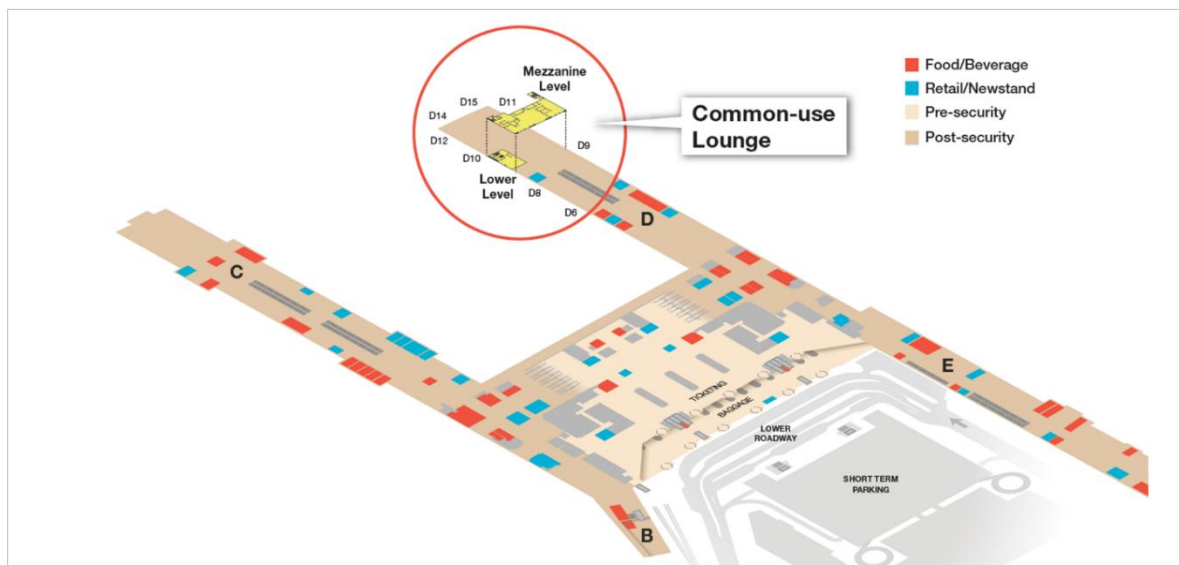 Mezzanine
Level
D15
D11
D14
D12
D10
D9
Lower
Level
D8
D6
Common-use
Lounge
Food/Beverage
Retail/Newstand
Pre-security
Post-security
D
C
E
TICKETING
BAGGAGE
LOWER
ROADWAY
SHORT TERM
PARKING
B